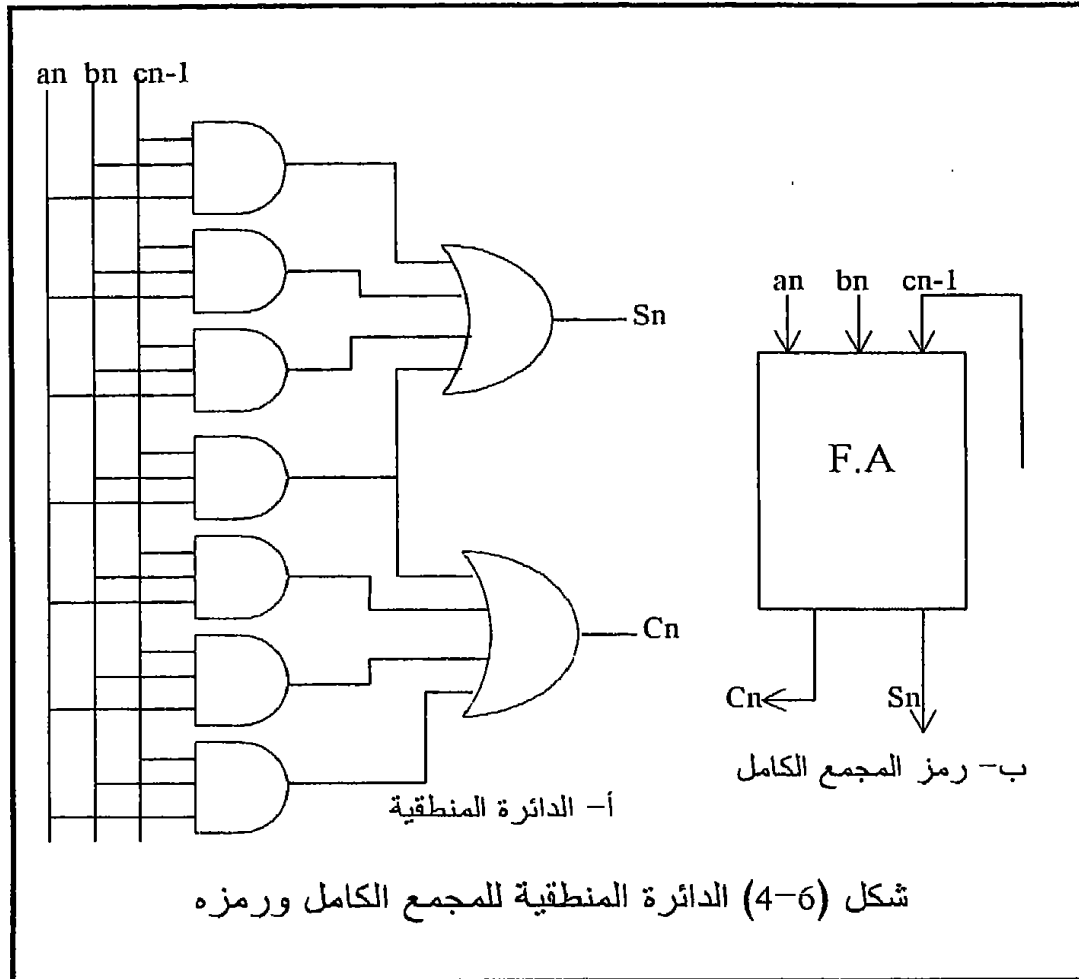 an bn cn-1
Sn
Cn
أ- الدائرة المنطقية
an bn cn-1
F.A
Cn Sn
ب- رمز المجمع الكامل
شكل (6-4) الدائرة المنطقية للمجمع الكامل ورمزه